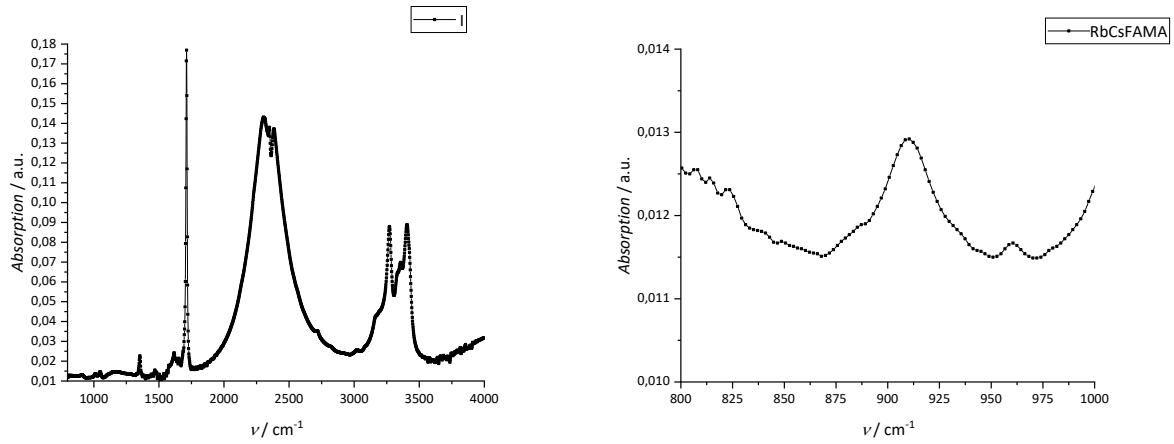 I
0,18
0,17
0,16
0,15
0,14
0,13
0,12
0,11
0,10
0,09
0,08
0,07
0,06
0,05
0,04
0,03
0,02
0,01
Absorption / a.u.
1000 1500 2000 2500 3000 3500 4000
ν / cm⁻¹
RbCsFAMA
0,014
0,013
0,012
0,011
0,010
Absorption / a.u.
800 825 850 875 900 925 950 975 1000
ν / cm⁻¹